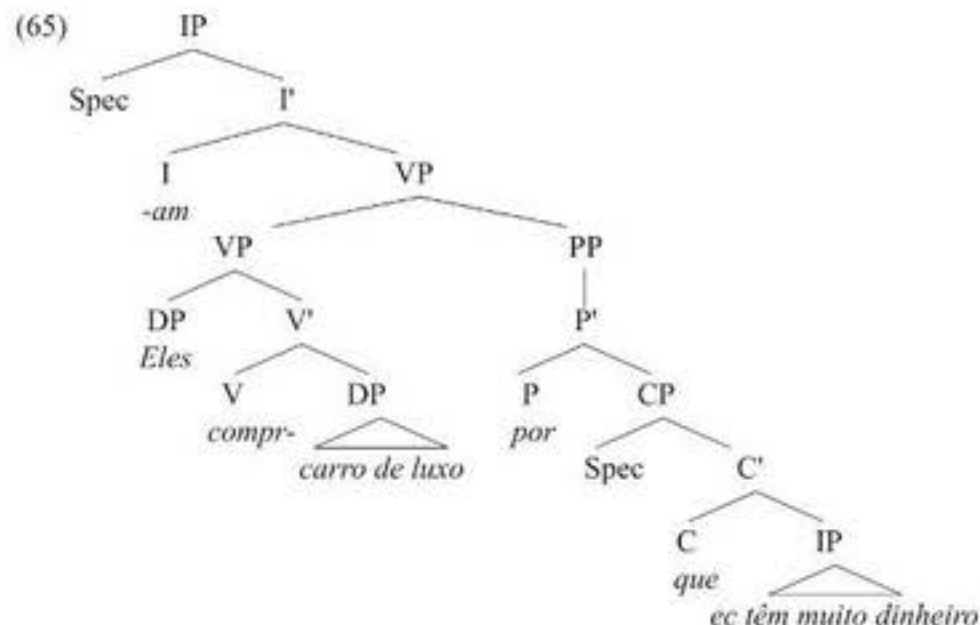 (65) IP
Spec I'
I VP
-am
VP PP
DP V' P'
Eles
V DP P CP
compr- por
carro de luxo Spec C'
C IP
que
ec têm muito dinheiro